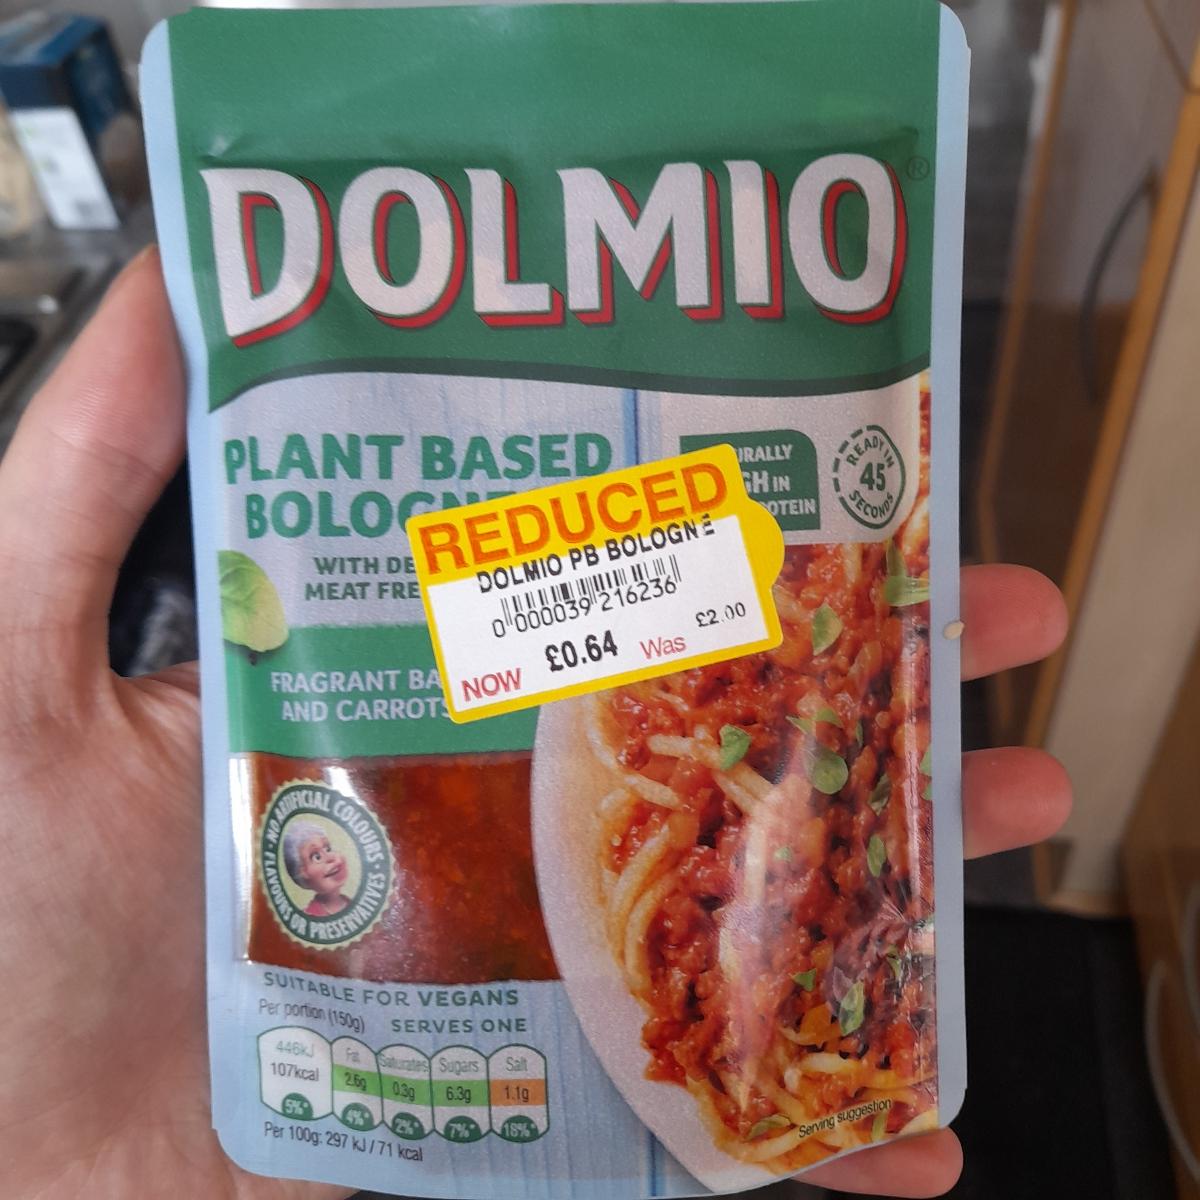 DOLMIO®
PLANT BASED
BOLOGN
WITH DE
MEAT FRE
URALLY
GH IN
OTEIN
READY IN
45
SECONDS
REDUCED
DOLMIO PB BOLOGNE
0 000039 216236
NOW £0.64 Was £2.00
FRAGRANT BA
AND CARROTS
NO ARTIFICIAL COLOURS • FLAVOURS OR PRESERVATIVES •
SUITABLE FOR VEGANS
Per portion (150g) SERVES ONE
446kJ
107kcal
5%*
Fat
2.6g
4%*
Saturates
0.3g
2%*
Sugars
6.3g
7%*
Salt
1.1g
18%*
Per 100g: 297 kJ / 71 kcal
Serving suggestion